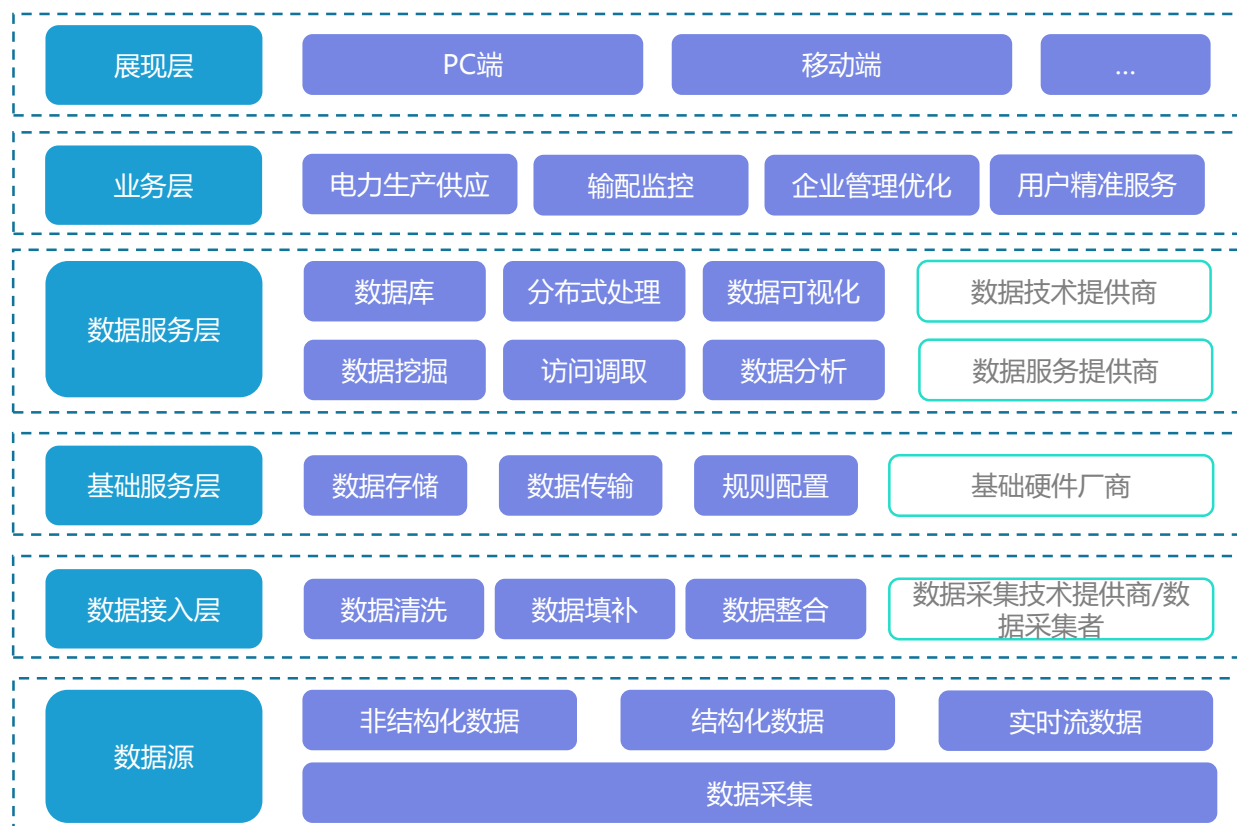 展现层
PC端
移动端
...
业务层
电力生产供应
输配监控
企业管理优化
用户精准服务
数据服务层
数据库
分布式处理
数据可视化
数据技术提供商
数据挖掘
访问调取
数据分析
数据服务提供商
基础服务层
数据存储
数据传输
规则配置
基础硬件厂商
数据接入层
数据清洗
数据填补
数据整合
数据采集技术提供商/数
据采集者
数据源
非结构化数据
结构化数据
实时流数据
数据采集